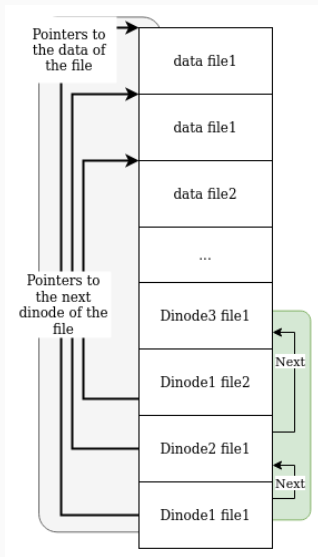 Pointers to
the data of
the file
data file1
data file1
data file2
...
Pointers to
the next
dinode of the
file
Dinode3 file1
Next
Dinode1 file2
Dinode2 file1
Next
Dinode1 file1